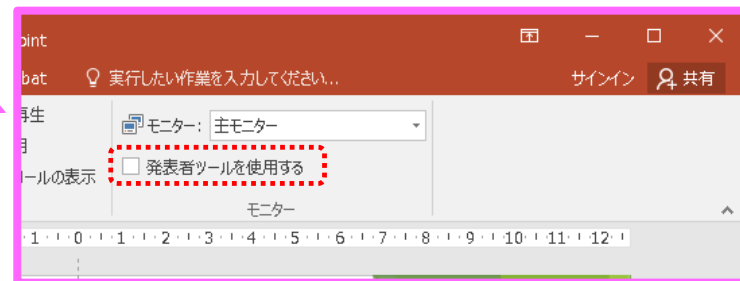 oint
bat 実行したい作業を入力してください... サインイン 共有
再生 モニター: 主モニター
用
ールの表示 発表者ツールを使用する
モニター
1 0 1 2 3 4 5 6 7 8 9 10 11 12